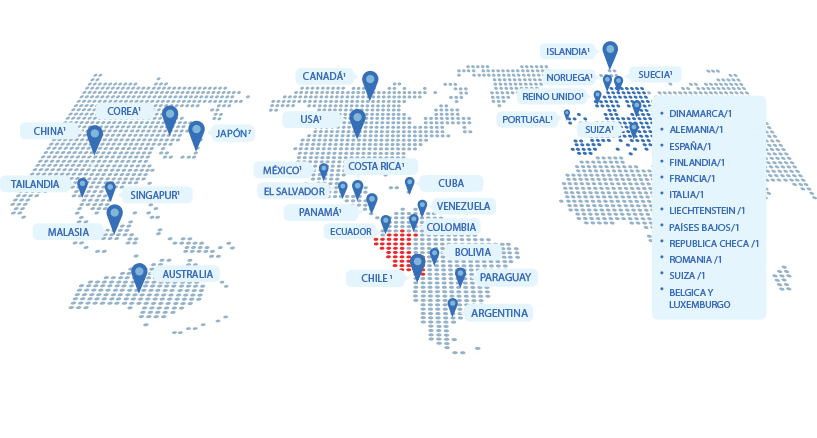 ISLANDIA¹
NORUEGA¹
SUECIA¹
CANADÁ¹
REINO UNIDO¹
COREA¹
USA¹
PORTUGAL¹
CHINA¹
JAPÓN²
SUIZA¹
MÉXICO¹
COSTA RICA¹
TAILANDIA
SINGAPUR¹
EL SALVADOR
CUBA
PANAMÁ¹
VENEZUELA
MALASIA
ECUADOR
COLOMBIA
BOLIVIA
AUSTRALIA
CHILE¹
PARAGUAY
ARGENTINA
• DINAMARCA/1
• ALEMANIA/1
• ESPAÑA/1
• FINLANDIA/1
• FRANCIA/1
• ITALIA/1
• LIECHTENSTEIN /1
• PAÍSES BAJOS/1
• REPUBLICA CHECA /1
• ROMANIA /1
• SUIZA /1
• BELGICA Y
LUXEMBURGO